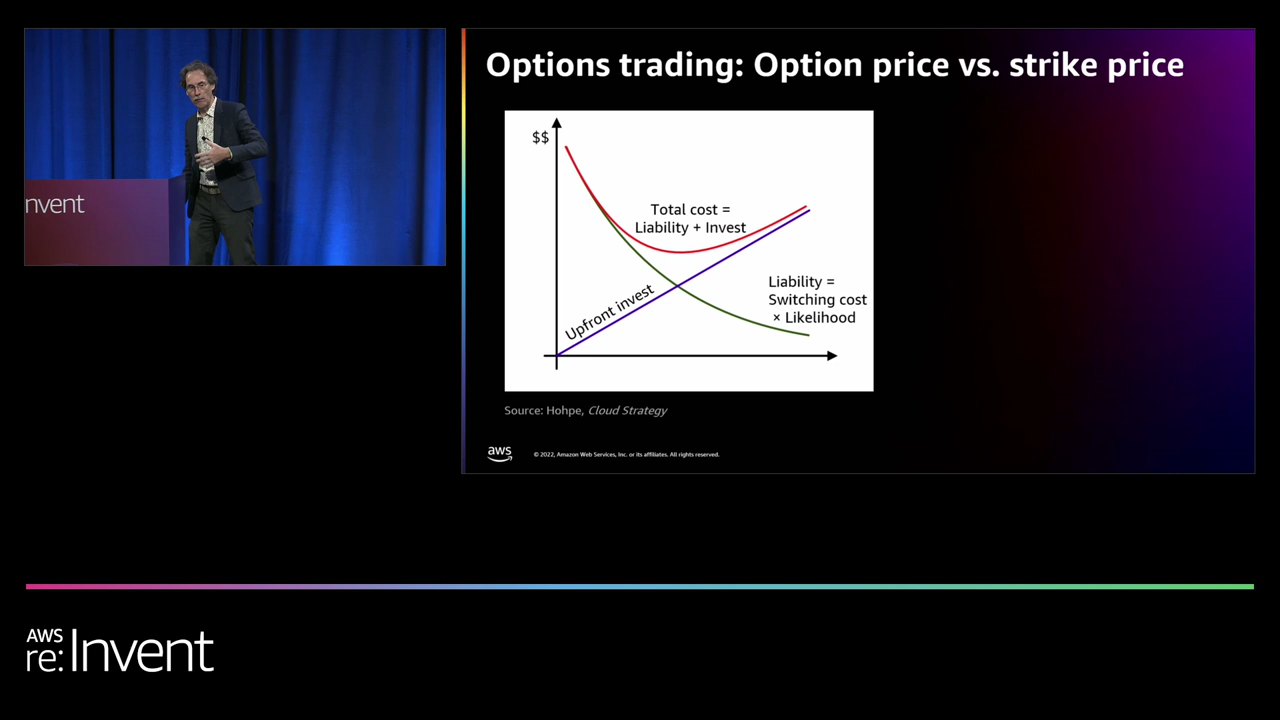 nvent
Options trading: Option price vs. strike price
$$
Total cost =
Liability + Invest
Upfront invest
Liability =
Switching cost
× Likelihood
Source: Hohpe, Cloud Strategy
aws
© 2022, Amazon Web Services, Inc. or its affiliates. All rights reserved.
AWS
re:Invent